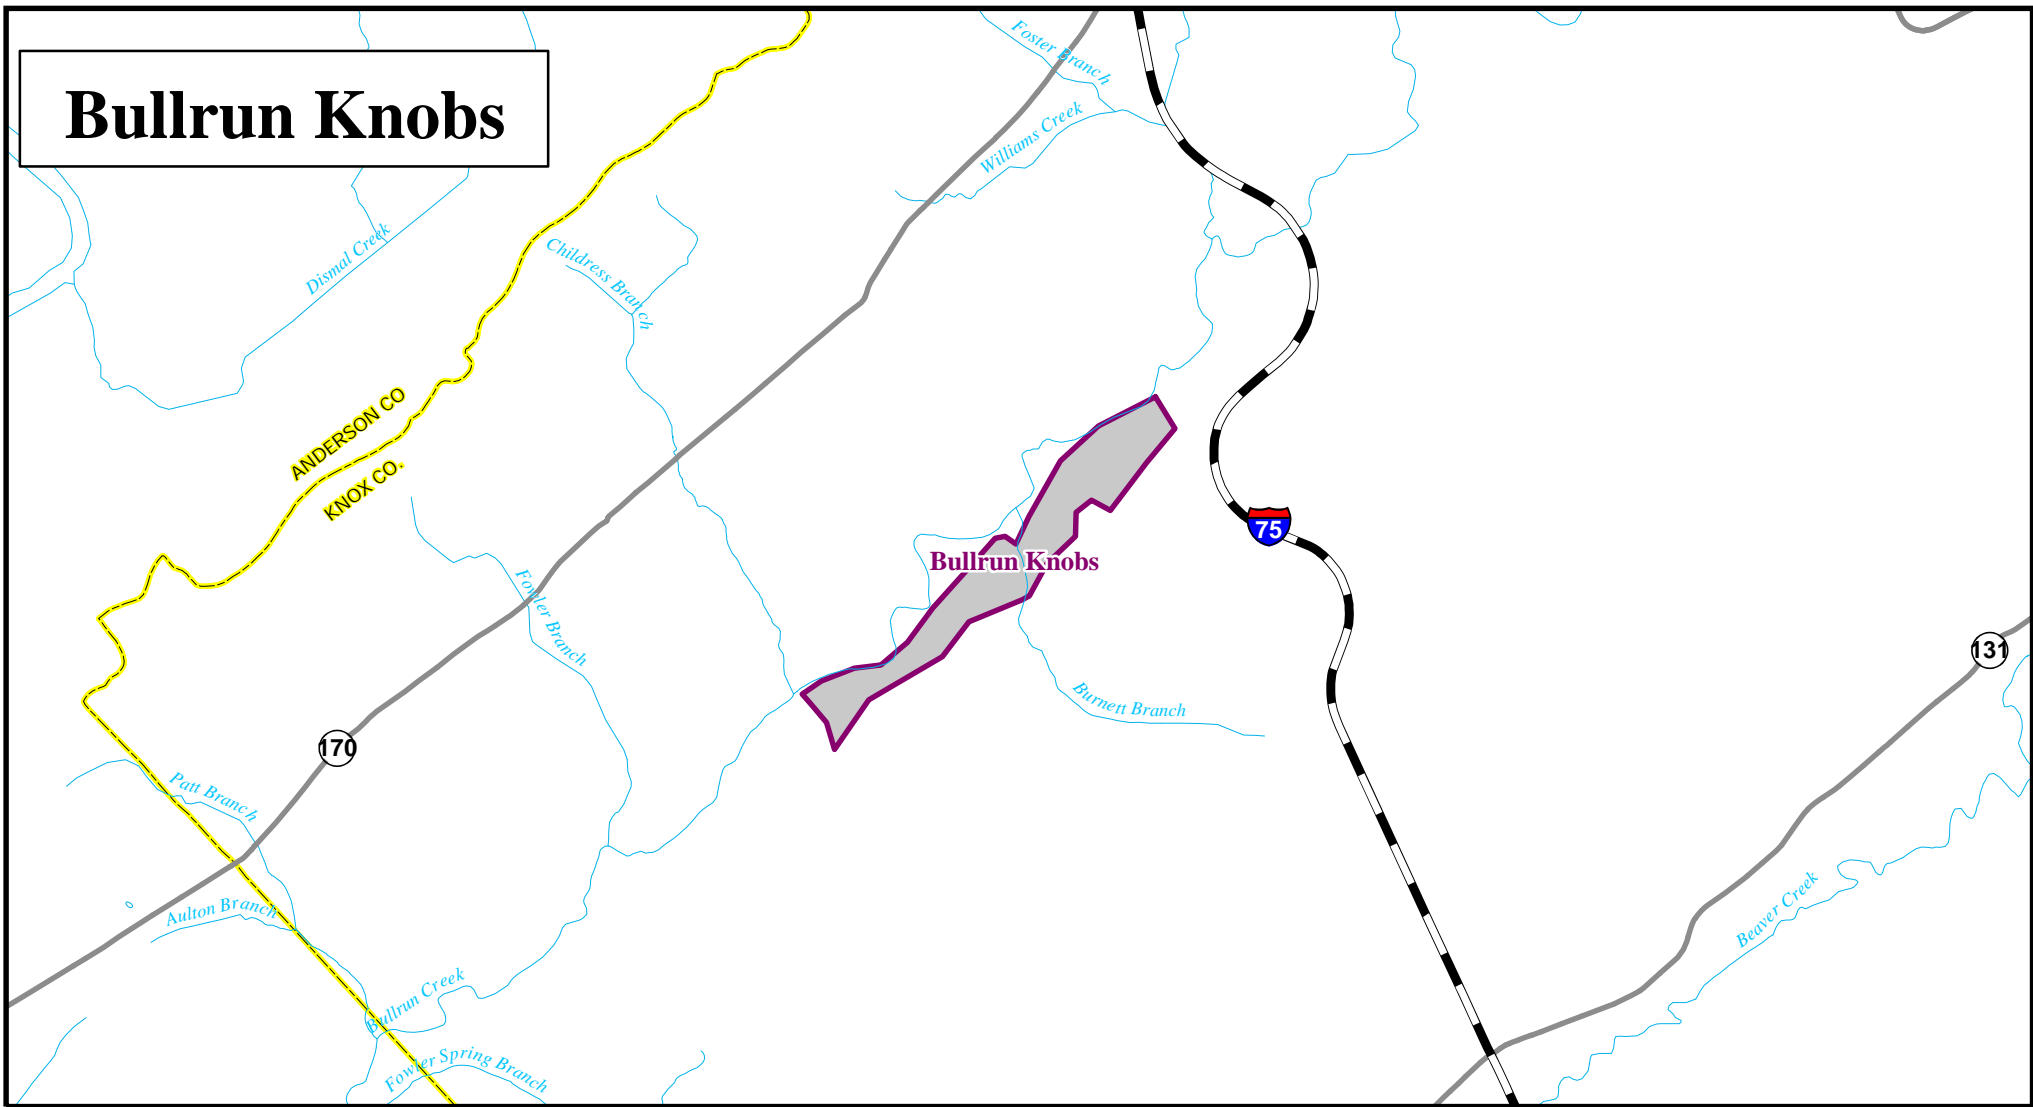 Bullrun Knobs
Foster Branch
Williams Creek
Dismal Creek
Childress Branch
ANDERSON CO
KNOX CO.
75
Bullrun Knobs
Fowler Branch
131
Burnett Branch
170
Patt Branch
Aulton Branch
Beaver Creek
Bullrun Creek
Fowler Spring Branch